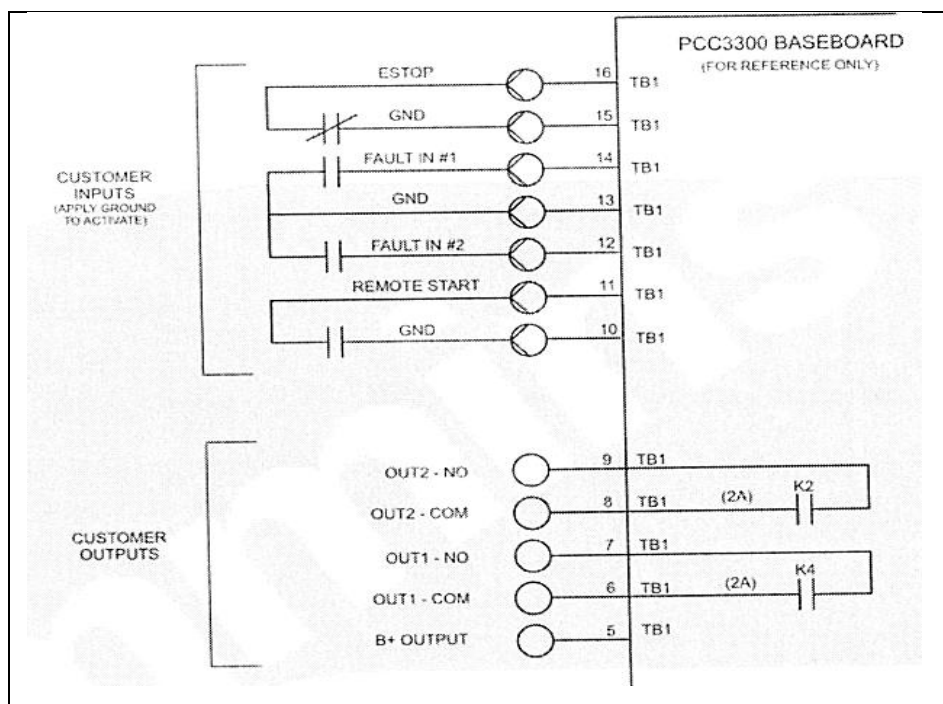 PCC3300 BASEBOARD
(FOR REFERENCE ONLY)
CUSTOMER
INPUTS
(APPLY GROUND
TO ACTIVATE)
ESTOP 16 TB1
GND 15 TB1
FAULT IN #1 14 TB1
GND 13 TB1
FAULT IN #2 12 TB1
REMOTE START 11 TB1
GND 10 TB1
CUSTOMER
OUTPUTS
OUT2 - NO 9 TB1
OUT2 - COM 8 TB1 (2A) K2
OUT1 - NO 7 TB1
OUT1 - COM 6 TB1 (2A) K4
B+ OUTPUT 5 TB1